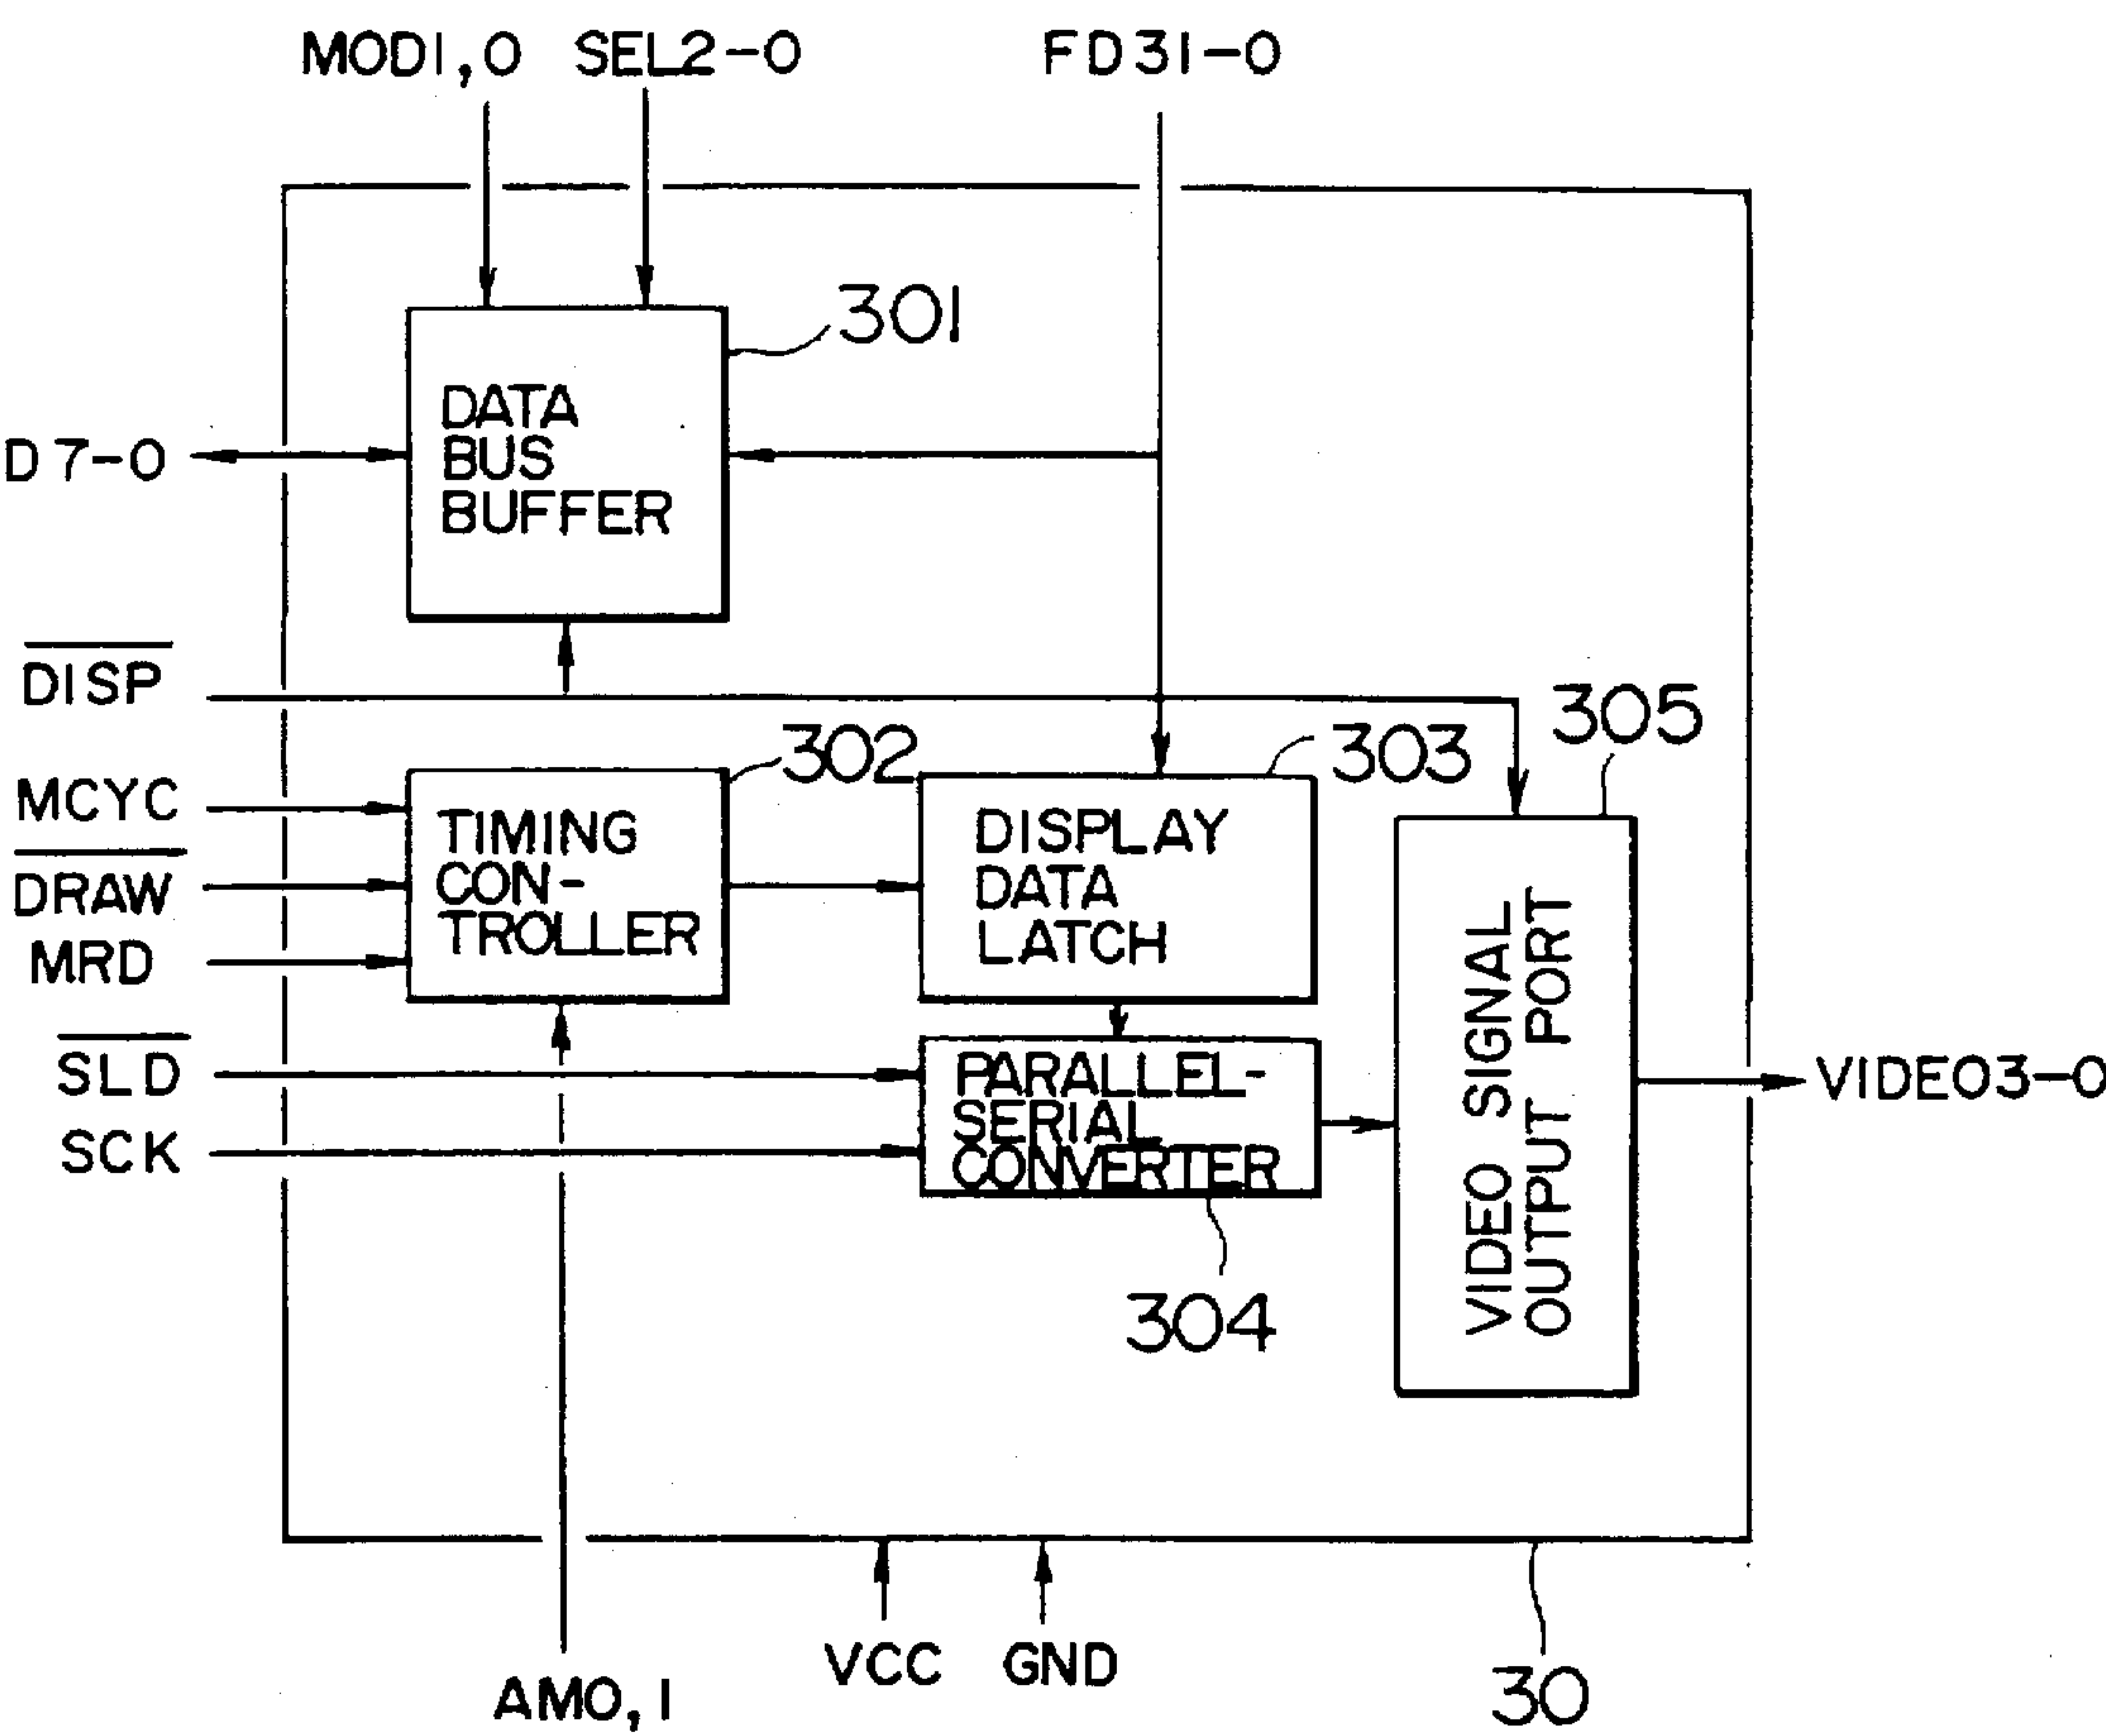 MOD1,0 SEL2-0 FD31-0
301
DATA
BUS
BUFFER
D7-0
DISP
305
302
303
MCYC
TIMING
CON-
TROLLER
DISPLAY
DATA
LATCH
DRAW
MRD
VIDEO SIGNAL
OUTPUT PORT
SLD
PARALLEL-
SERIAL
CONVERTER
VIDEO3-0
SCK
304
VCC GND
AM0,1
30